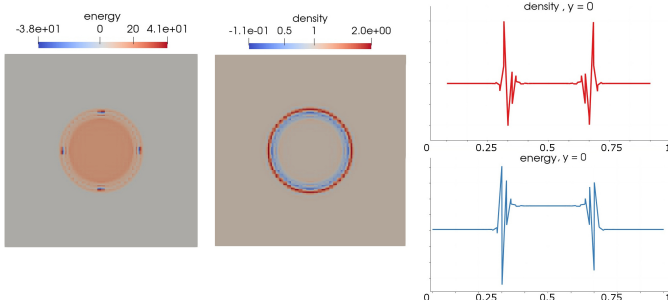 energy
-3.8e+01 0 20 4.1e+01
density
-1.1e-01 0.5 1 2.0e+00
density , y = 0
0 0.25 0.5 0.75 1
energy, y = 0
0 0.25 0.5 0.75 1